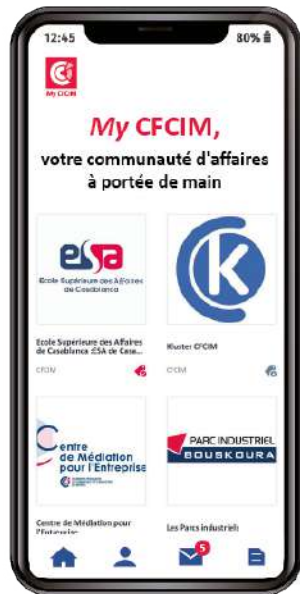 12:45
80%
My CFCIM
My CFCIM,
votre communauté d'affaires
à portée de main
esa
Ecole Supérieure des Affaires
de Casablanca
K
Ecole Supérieure des Affaires
de Casablanca ESA de Casa...
Kluster CFCIM
CFCIM
CFCIM
Centre
de Médiation
pour l'Entreprise
PARC INDUSTRIEL
BOUSKOURA
Centre de Médiation pour
l'Entreprise
Les Parcs industriels
5